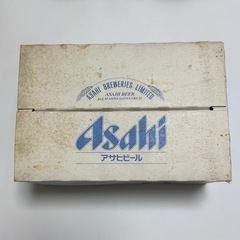 ASAHI BREWERIES, LIMITED
ASAHI BEER
Asahi
アサヒビール